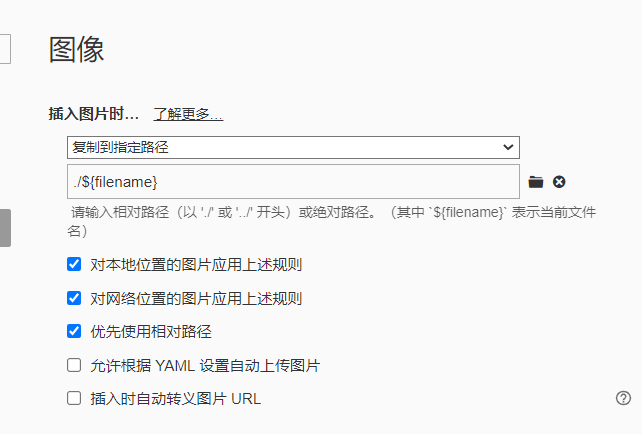 图像
插入图片时... 了解更多...
复制到指定路径
./${filename}
请输入相对路径（以 './' 或 '../' 开头）或绝对路径。（其中 `${filename}` 表示当前文件
名）
对本地位置的图片应用上述规则
对网络位置的图片应用上述规则
优先使用相对路径
允许根据 YAML 设置自动上传图片
插入时自动转义图片 URL